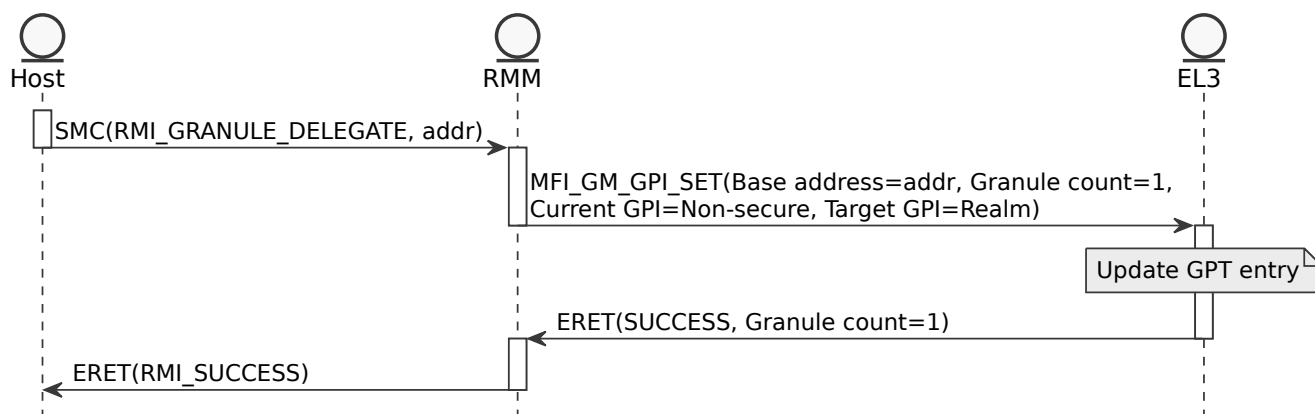 Host
RMM
EL3
SMC(RMI_GRANULE_DELEGATE, addr)
MFI_GM_GPI_SET(Base address=addr, Granule count=1,
Current GPI=Non-secure, Target GPI=Realm)
Update GPT entry
ERET(SUCCESS, Granule count=1)
ERET(RMI_SUCCESS)